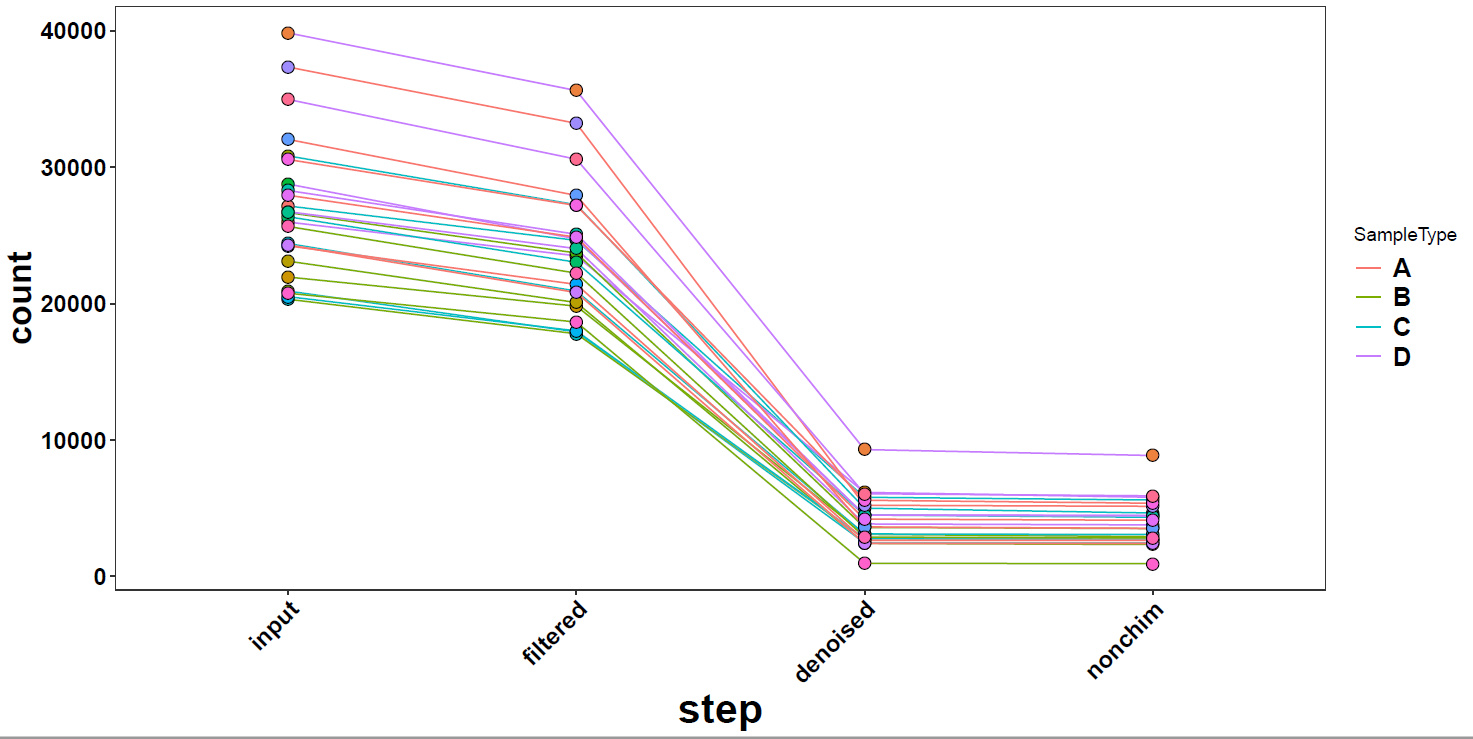 40000
30000
20000
10000
0
count
input
filtered
denoised
nonchim
step
SampleType
A
B
C
D